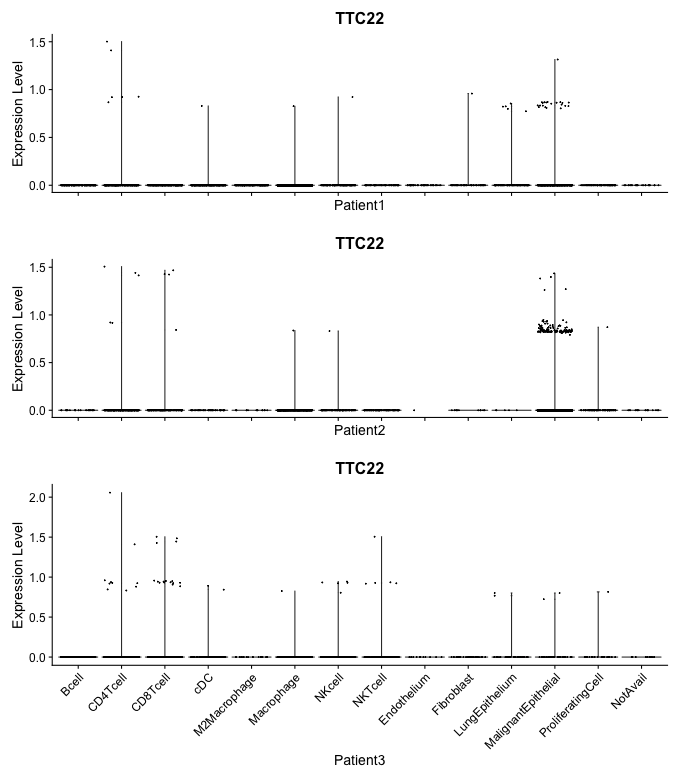 TTC22
Expression Level
1.5
1.0
0.5
0.0
Patient1
TTC22
Expression Level
1.5
1.0
0.5
0.0
Patient2
TTC22
Expression Level
2.0
1.5
1.0
0.5
0.0
Bcell
CD4Tcell
CD8Tcell
cDC
M2Macrophage
Macrophage
NKcell
NKTcell
Endothelium
Fibroblast
LungEpithelium
MalignantEpithelial
ProliferatingCell
NotAvail
Patient3